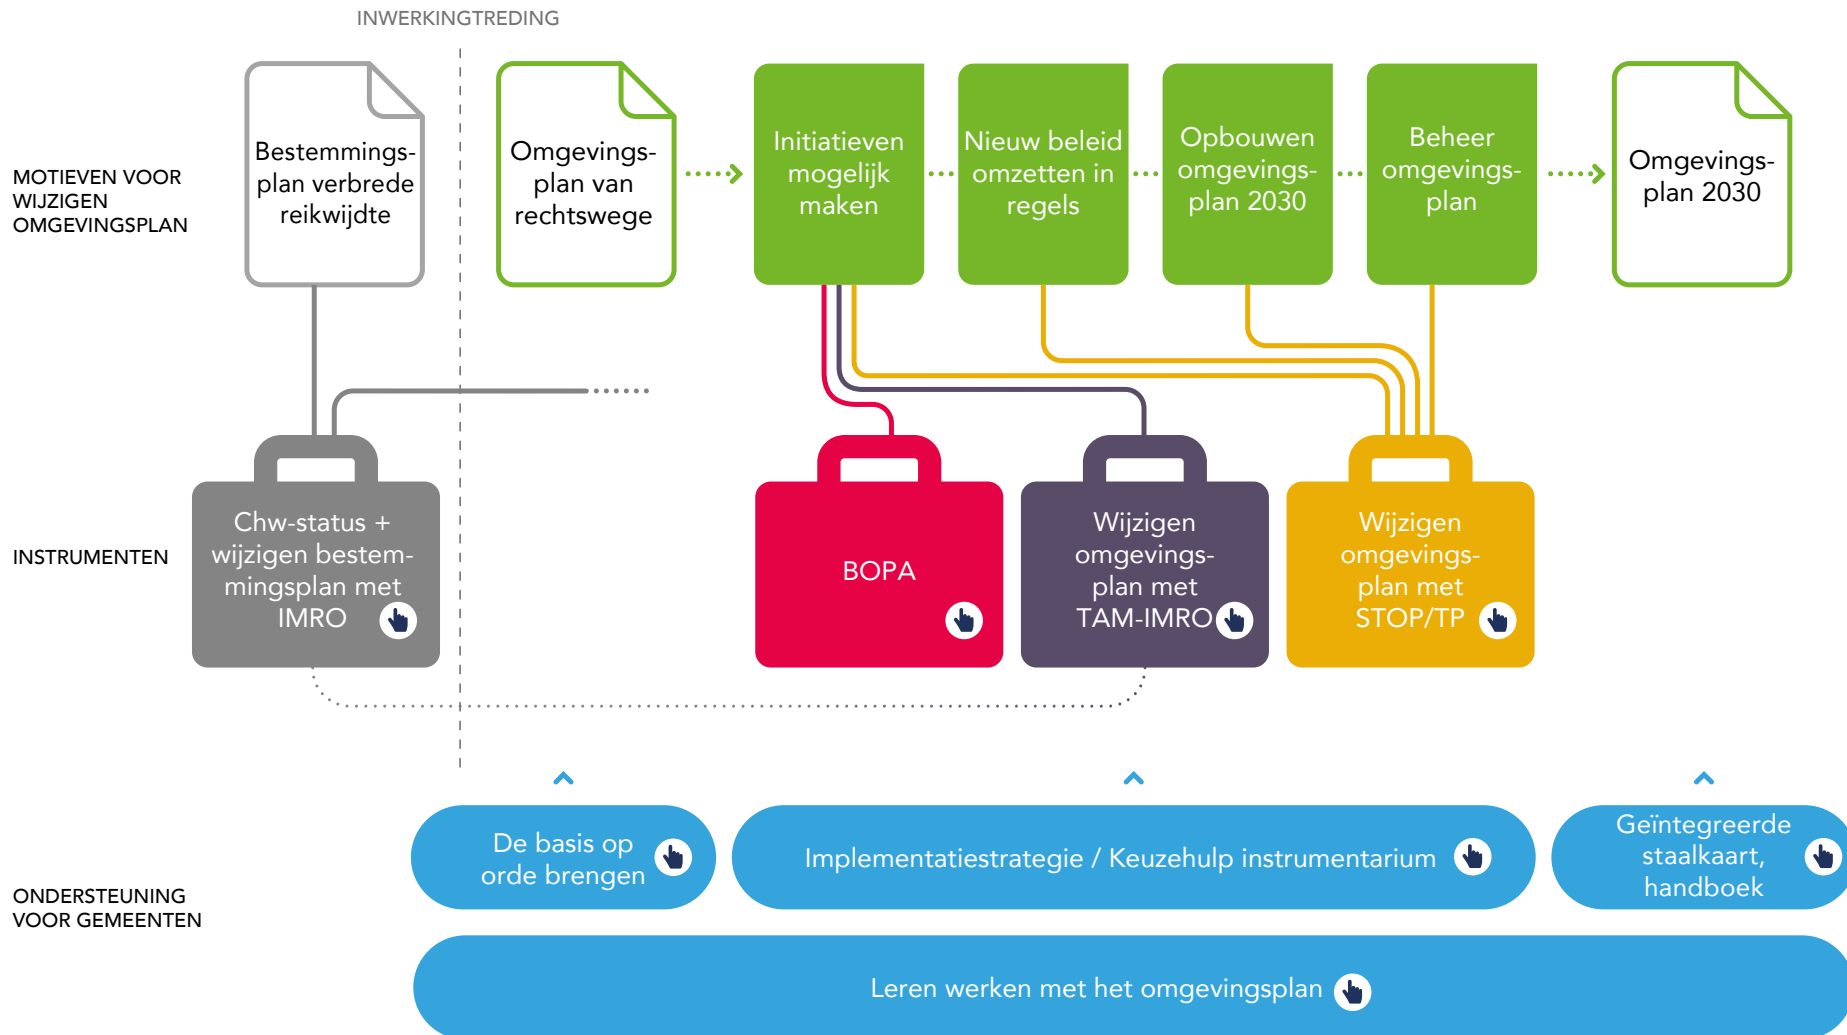 INWERKINGTREDING
MOTIEVEN VOOR
WIJZIGEN
OMGEVINGSPLAN
Bestemmings-
plan verbrede
reikwijdte
Omgevings-
plan van
rechtswege
Initiatieven
mogelijk
maken
Nieuw beleid
omzetten in
regels
Opbouwen
omgevings-
plan 2030
Beheer
omgevings-
plan
Omgevings-
plan 2030
INSTRUMENTEN
Chw-status +
wijzigen bestem-
mingsplan met
IMRO
BOPA
Wijzigen
omgevings-
plan met
TAM-IMRO
Wijzigen
omgevings-
plan met
STOP/TP
ONDERSTEUNING
VOOR GEMEENTEN
De basis op
orde brengen
Implementatiestrategie / Keuzehulp instrumentarium
Geïntegreerde
staalkaart,
handboek
Leren werken met het omgevingsplan